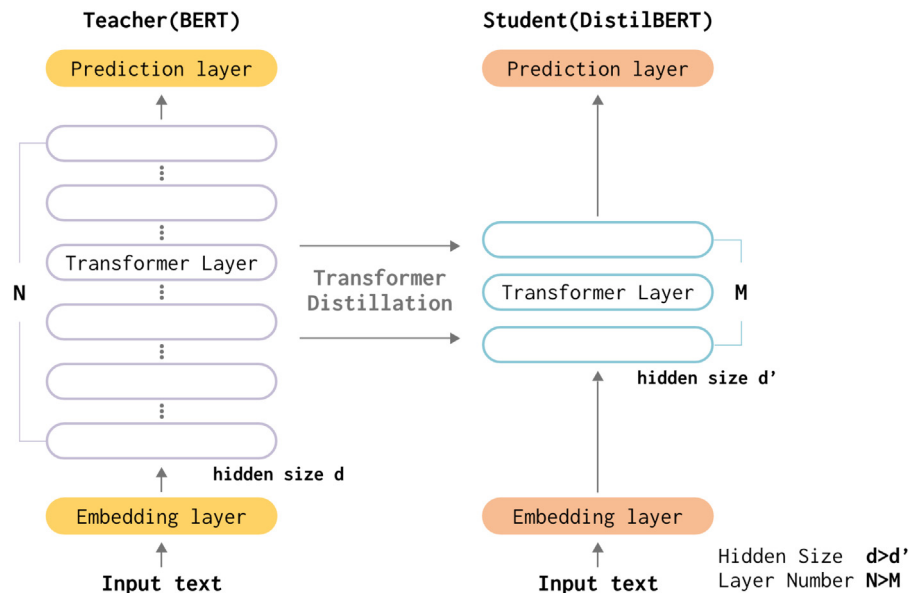 Teacher(BERT)
Prediction layer
Transformer Layer
N
hidden size d
Embedding layer
Input text
Transformer
Distillation
Student(DistilBERT)
Prediction layer
Transformer Layer
M
hidden size d’
Embedding layer
Input text
Hidden Size d>d’
Layer Number N>M